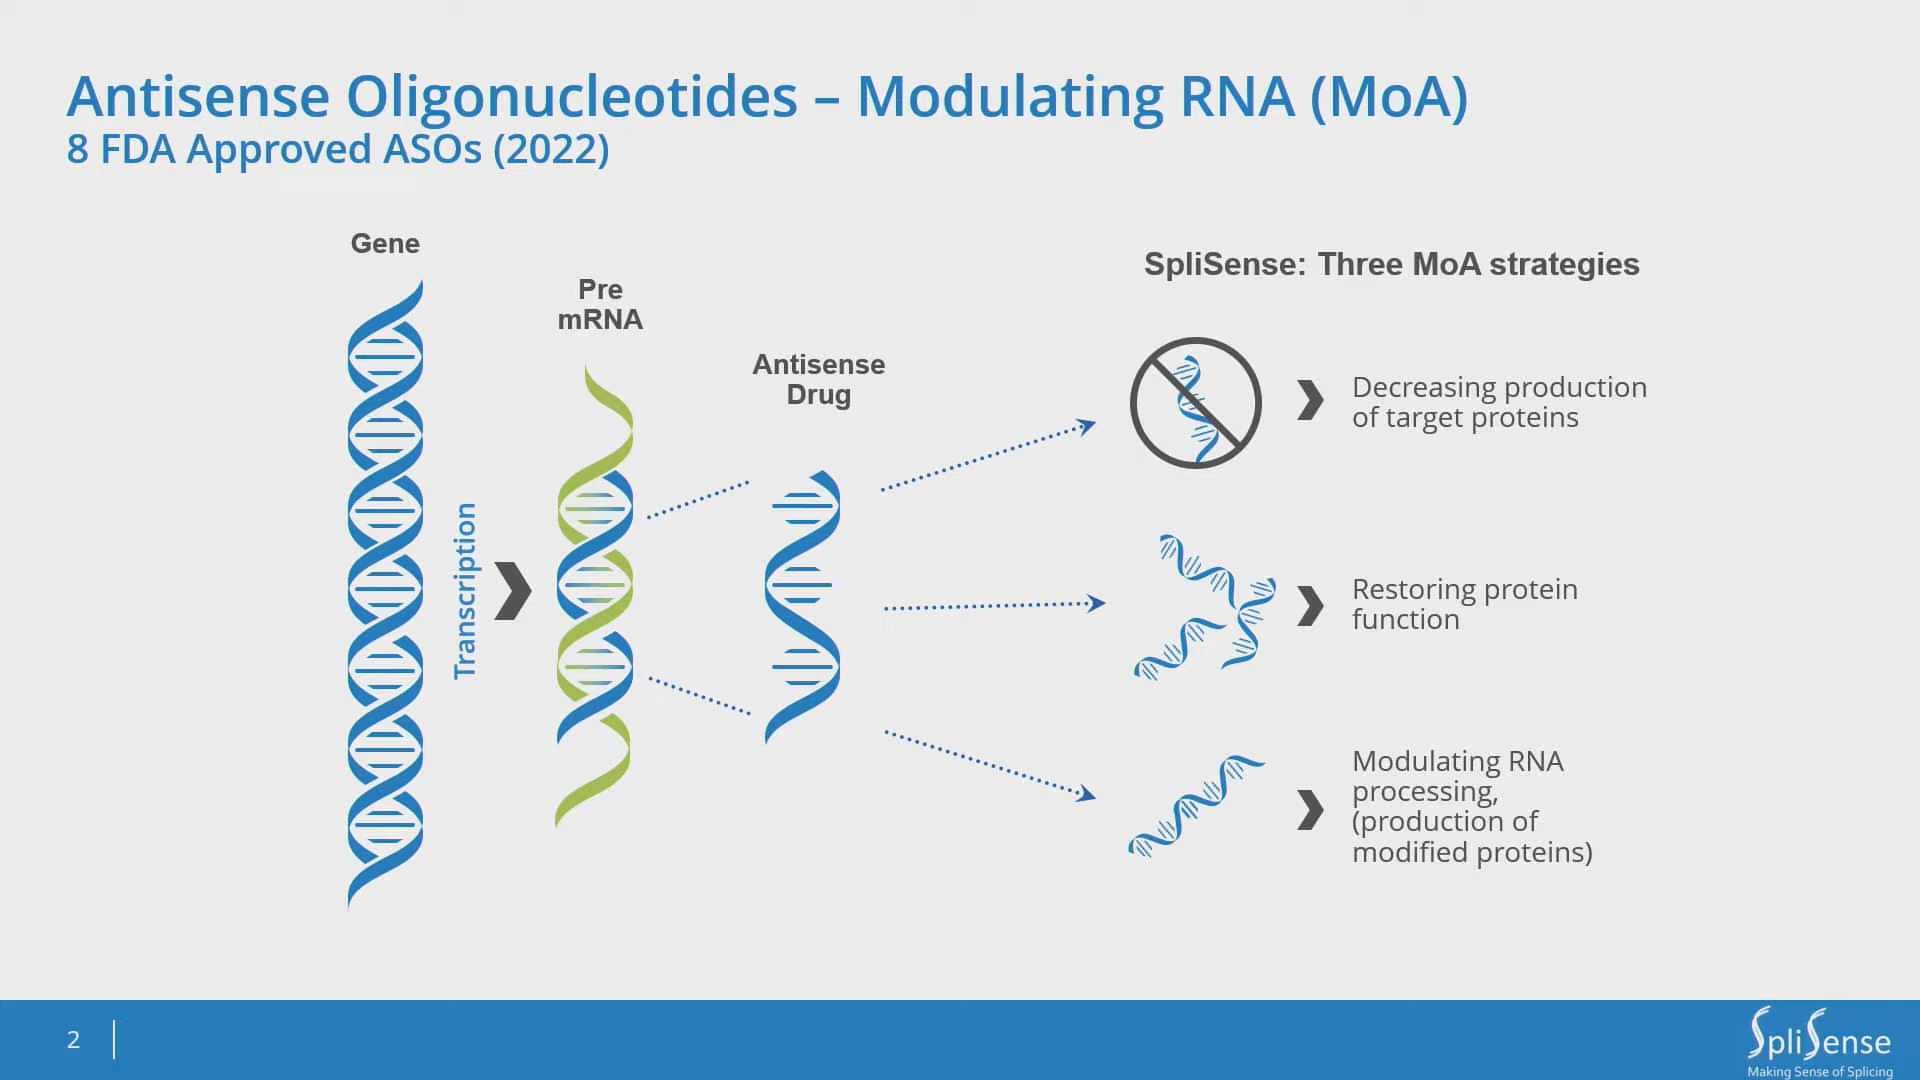 Antisense Oligonucleotides – Modulating RNA (MoA)
8 FDA Approved ASOs (2022)
Gene
Transcription
Pre
mRNA
Antisense
Drug
SpliSense: Three MoA strategies
Decreasing production
of target proteins
Restoring protein
function
Modulating RNA
processing,
(production of
modified proteins)
2
SpliSense
Making Sense of Splicing